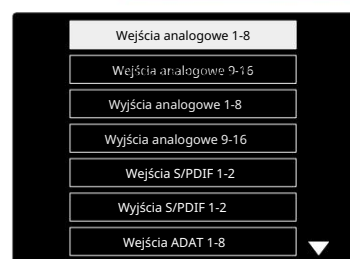 Wejścia analogowe 1-8
Wejścia analogowe 9-16
Wyjścia analogowe 1-8
Wyjścia analogowe 9-16
Wejścia S/PDIF 1-2
Wyjścia S/PDIF 1-2
Wejścia ADAT 1-8